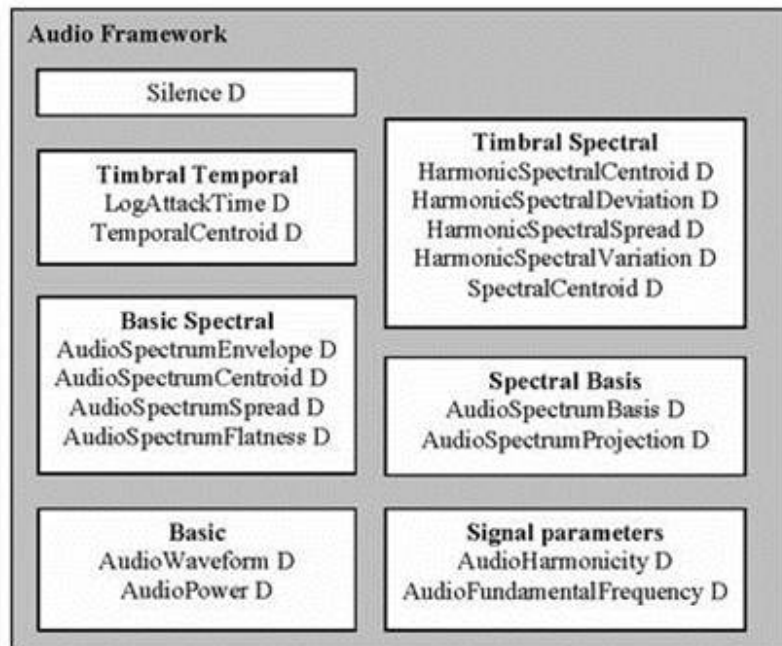 Audio Framework
Silence D
Timbral Temporal
LogAttackTime D
TemporalCentroid D
Basic Spectral
AudioSpectrumEnvelope D
AudioSpectrumCentroid D
AudioSpectrumSpread D
AudioSpectrumFlatness D
Basic
AudioWaveform D
AudioPower D
Timbral Spectral
HarmonicSpectralCentroid D
HarmonicSpectralDeviation D
HarmonicSpectralSpread D
HarmonicSpectralVariation D
SpectralCentroid D
Spectral Basis
AudioSpectrumBasis D
AudioSpectrumProjection D
Signal parameters
AudioHarmonicity D
AudioFundamentalFrequency D